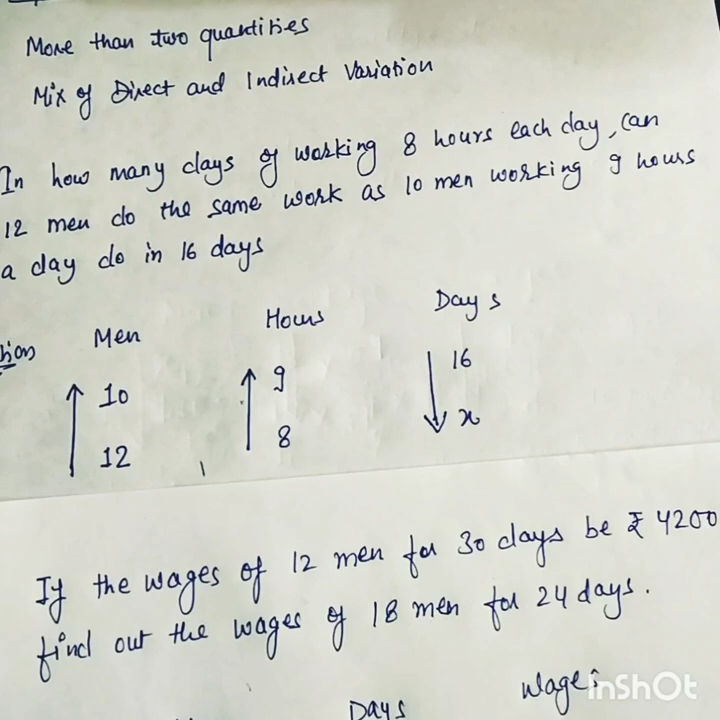 More than two quantities
Mix of Direct and Indirect Variation
In how many days of working 8 hours each day, can
12 men do the same work as 10 men working 9 hours
a day do in 16 days
Men Hours Days
10 9 16
12 8 x
If the wages of 12 men for 30 days be ₹ 4200
find out the wages of 18 men for 24 days.
Days Wages
InShOt